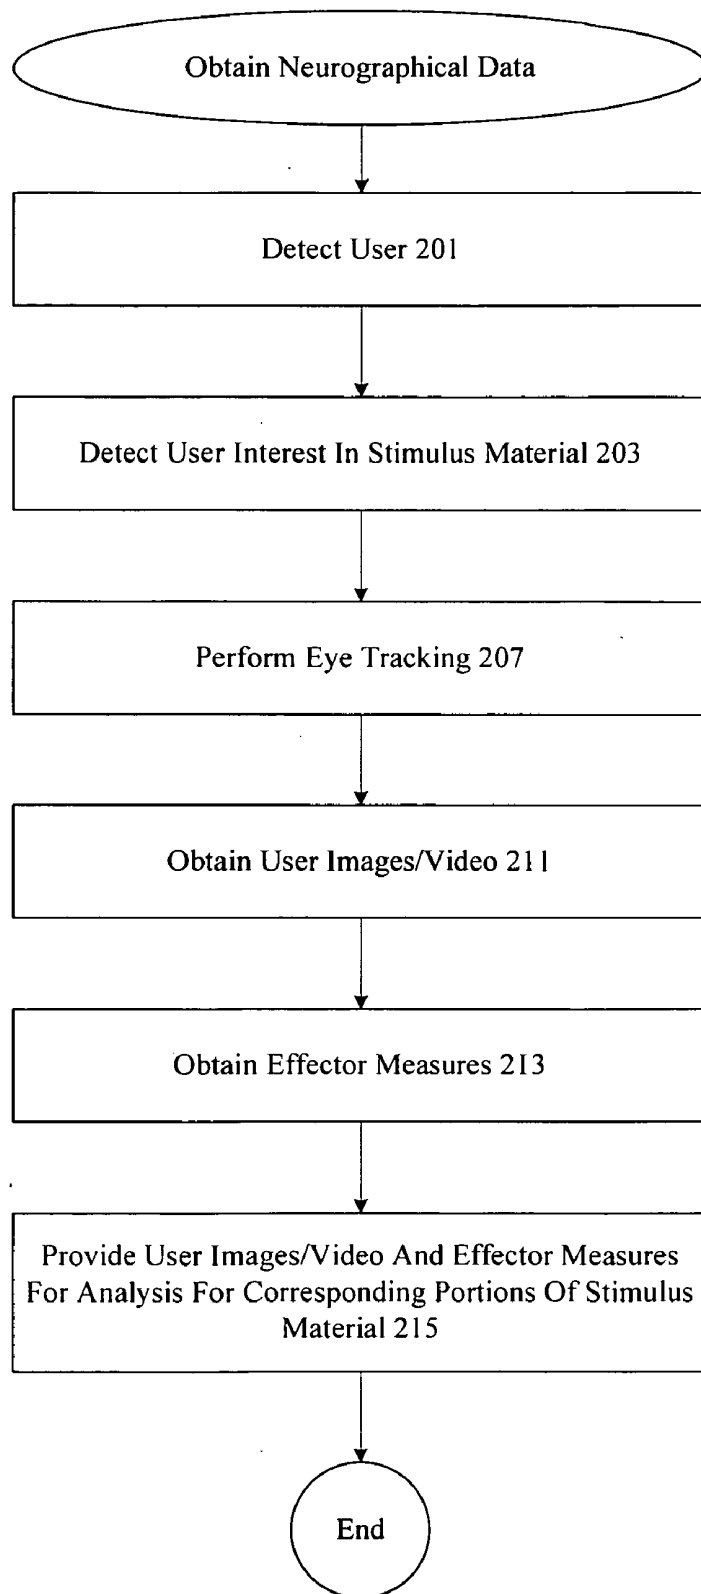 Obtain Neurographical Data
Detect User 201
Detect User Interest In Stimulus Material 203
Perform Eye Tracking 207
Obtain User Images/Video 211
Obtain Effector Measures 213
Provide User Images/Video And Effector Measures
For Analysis For Corresponding Portions Of Stimulus
Material 215
End